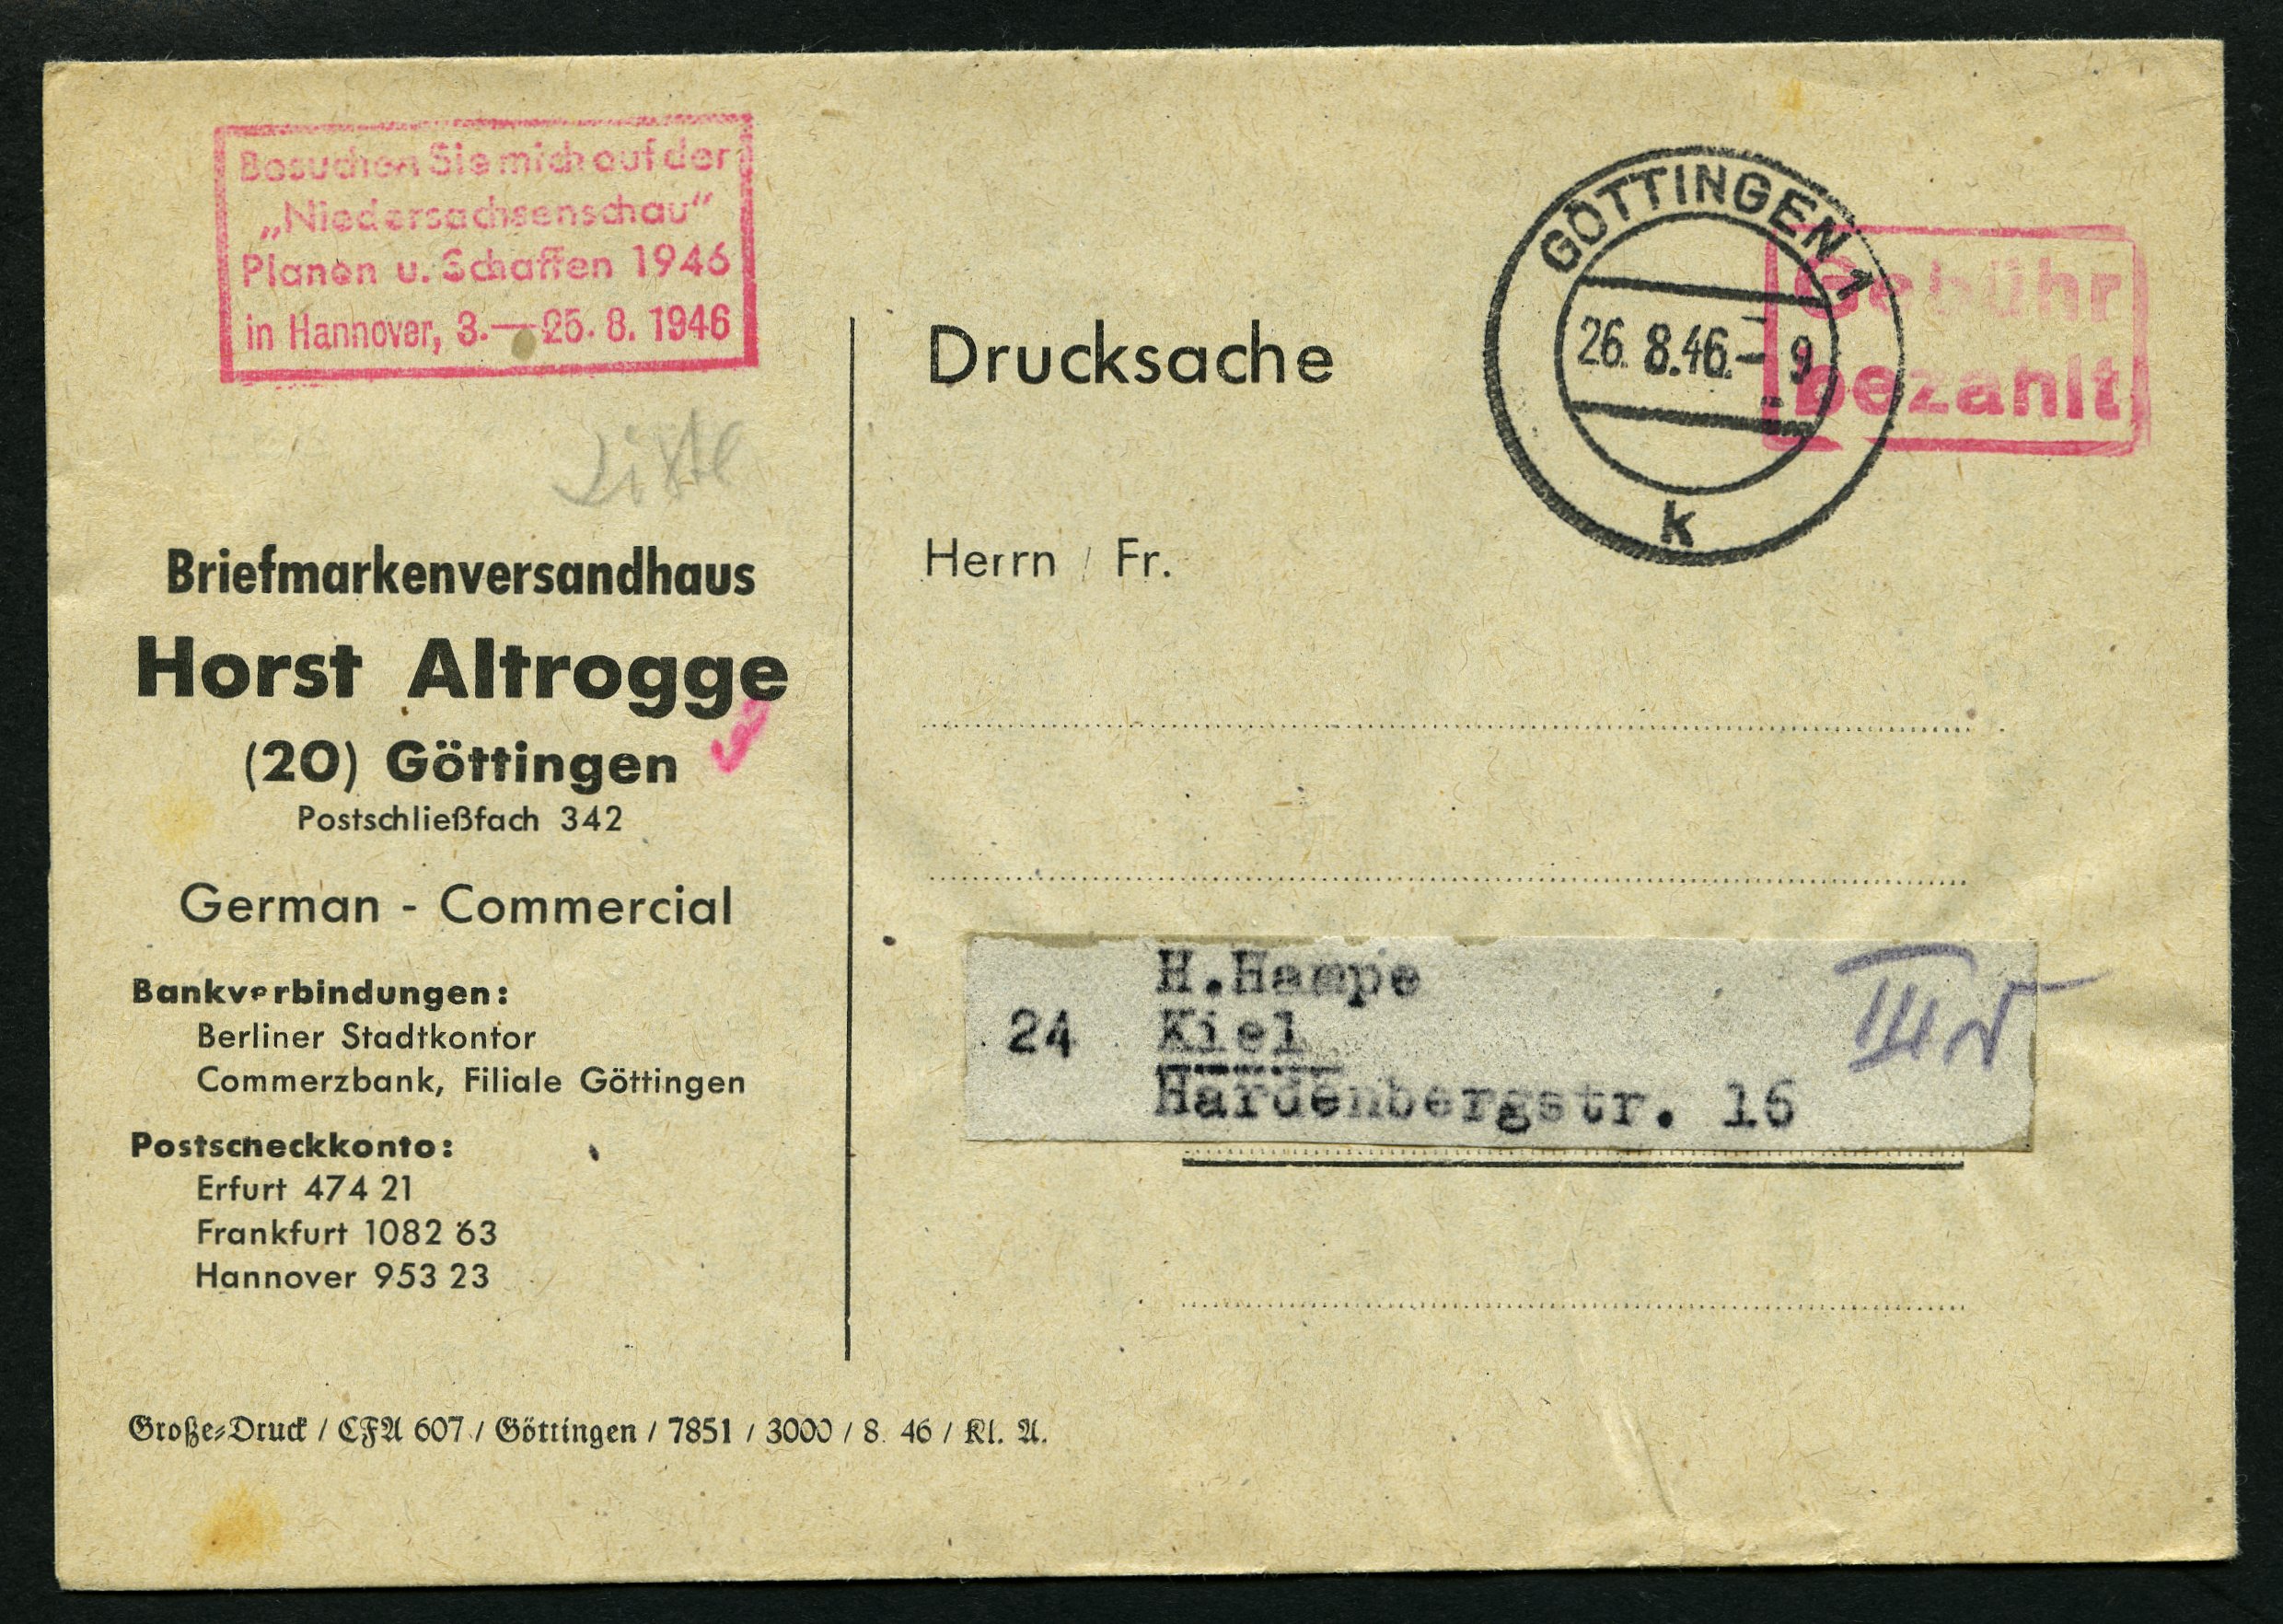 Besuchen Sie mich auf der
„Niedersachsenschau“
Planen u. Schaffen 1946
in Hannover, 3.—25. 8. 1946
Liste
Briefmarkenversandhaus
Horst Altrogge
(20) Göttingen
Postschließfach 342
German - Commercial
Bankverbindungen:
Berliner Stadtkontor
Commerzbank, Filiale Göttingen
Postscheckkonto:
Erfurt 474 21
Frankfurt 1082 63
Hannover 953 23
Große-Druck / CFA 607 / Göttingen / 7851 / 3000 / 8. 46 / Kl. A.
Drucksache
GÖTTINGEN 1
26. 8.46.- 9
k
Gebühr
bezahlt
Herrn / Fr.
H.Hampe
24 Kiel
Hardenbergstr. 16
III